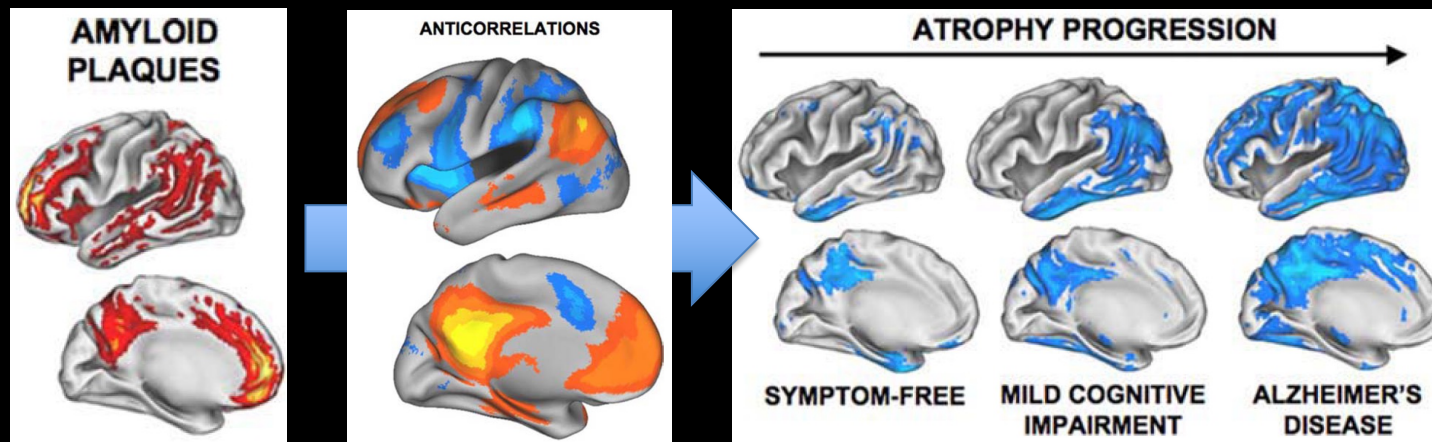 AMYLOID
PLAQUES
ANTICORRELATIONS
ATROPHY PROGRESSION
SYMPTOM-FREE
MILD COGNITIVE
IMPAIRMENT
ALZHEIMER'S
DISEASE